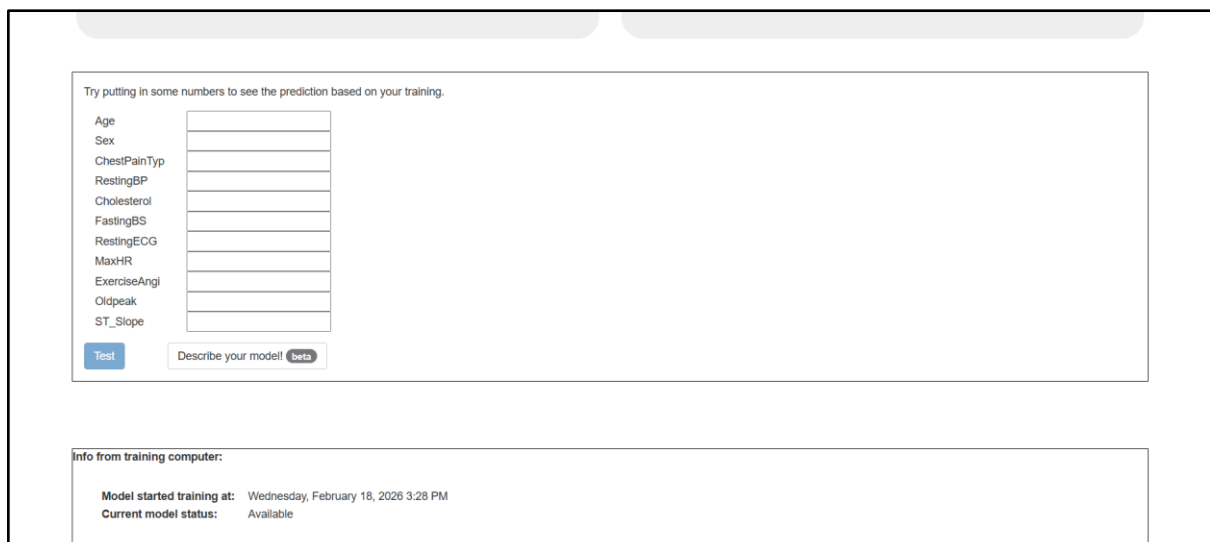 Try putting in some numbers to see the prediction based on your training.
Age
Sex
ChestPainTyp
RestingBP
Cholesterol
FastingBS
RestingECG
MaxHR
ExerciseAngi
Oldpeak
ST_Slope
Test Describe your model! beta
Info from training computer:
Model started training at: Wednesday, February 18, 2026 3:28 PM
Current model status: Available